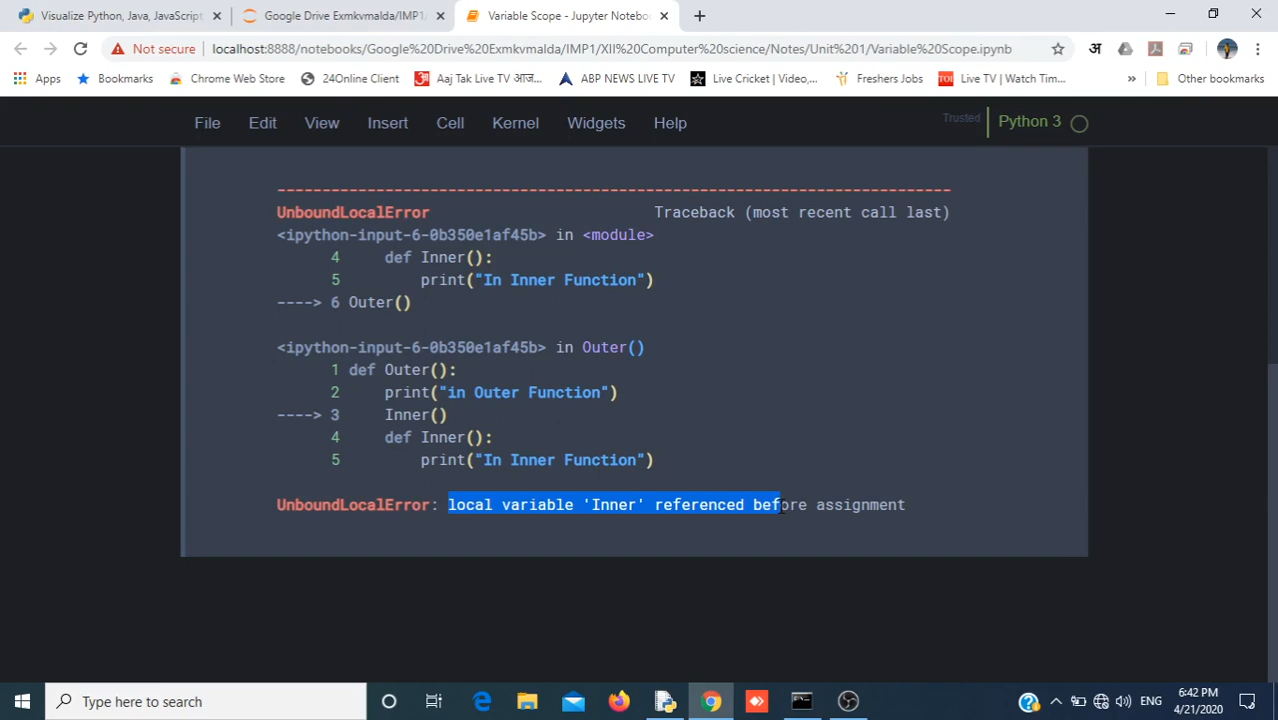 Visualize Python, Java, JavaScript
Google Drive Exmkvmalda/IMP1/
Variable Scope - Jupyter Noteboo
Not secure
localhost:8888/notebooks/Google%20Drive%20Exmkvmalda/IMP1/XII%20Computer%20science/Notes/Unit%201/Variable%20Scope.ipynb
अ
Apps
Bookmarks
Chrome Web Store
24Online Client
Aaj Tak Live TV आज...
ABP NEWS LIVE TV
Live Cricket | Video,...
Freshers Jobs
TOI
Live TV | Watch Tim...
»
Other bookmarks
File Edit View Insert Cell Kernel Widgets Help
Trusted
Python 3
---------------------------------------------------------------------------
UnboundLocalError Traceback (most recent call last)
<ipython-input-6-0b350e1af45b> in <module>
4 def Inner():
5 print("In Inner Function")
----> 6 Outer()
<ipython-input-6-0b350e1af45b> in Outer()
1 def Outer():
2 print("in Outer Function")
----> 3 Inner()
4 def Inner():
5 print("In Inner Function")
UnboundLocalError: local variable 'Inner' referenced before assignment
Type here to search
ENG
6:42 PM
4/21/2020